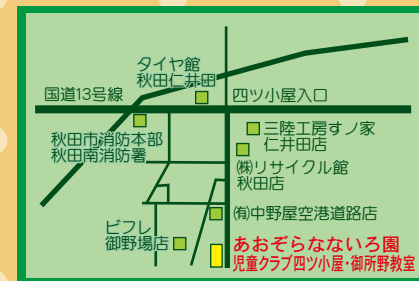 タイヤ館
秋田仁井田
国道13号線
四ツ小屋入口
秋田市消防本部
秋田南消防署
三陸工房すノ家
仁井田店
㈱リサイクル館
秋田店
㈲中野屋空港道路店
ビフレ
御野場店
あおぞらなないろ園
児童クラブ四ツ小屋・御所野教室